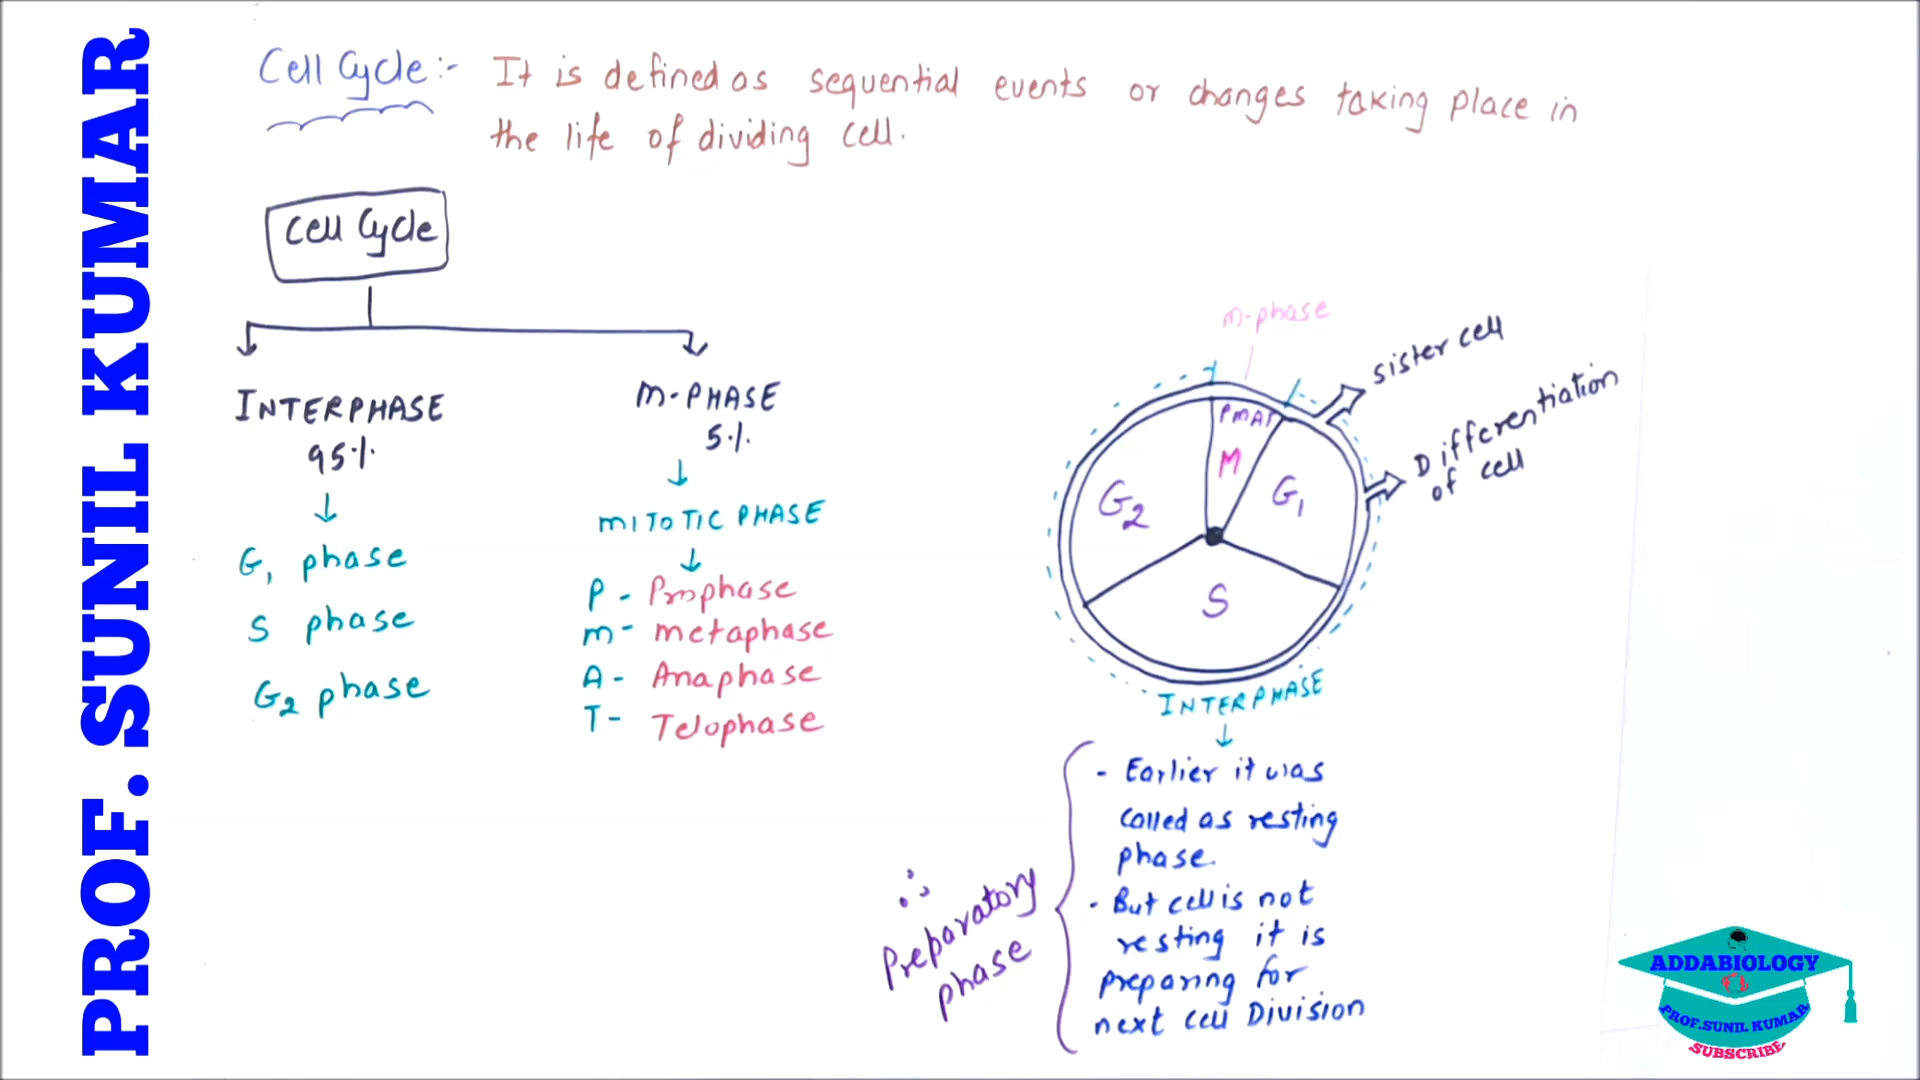 PROF. SUNIL KUMAR
Cell Cycle :- It is defined as sequential events or changes taking place in
the life of dividing cell.
Cell Cycle
INTERPHASE
95%
G1 phase
S phase
G2 phase
M-PHASE
5%
MITOTIC PHASE
P - Prophase
M - Metaphase
A - Anaphase
T - Telophase
M-phase
Sister cell
Differentiation
of cell
PMAT
M
G2
G1
S
INTERPHASE
- Earlier it was
called as resting
phase.
- But cell is not
resting it is
preparing for
next cell Division
∴
Preparatory
phase
ADDABIOLOGY
PROF.SUNIL KUMAR
SUBSCRIBE